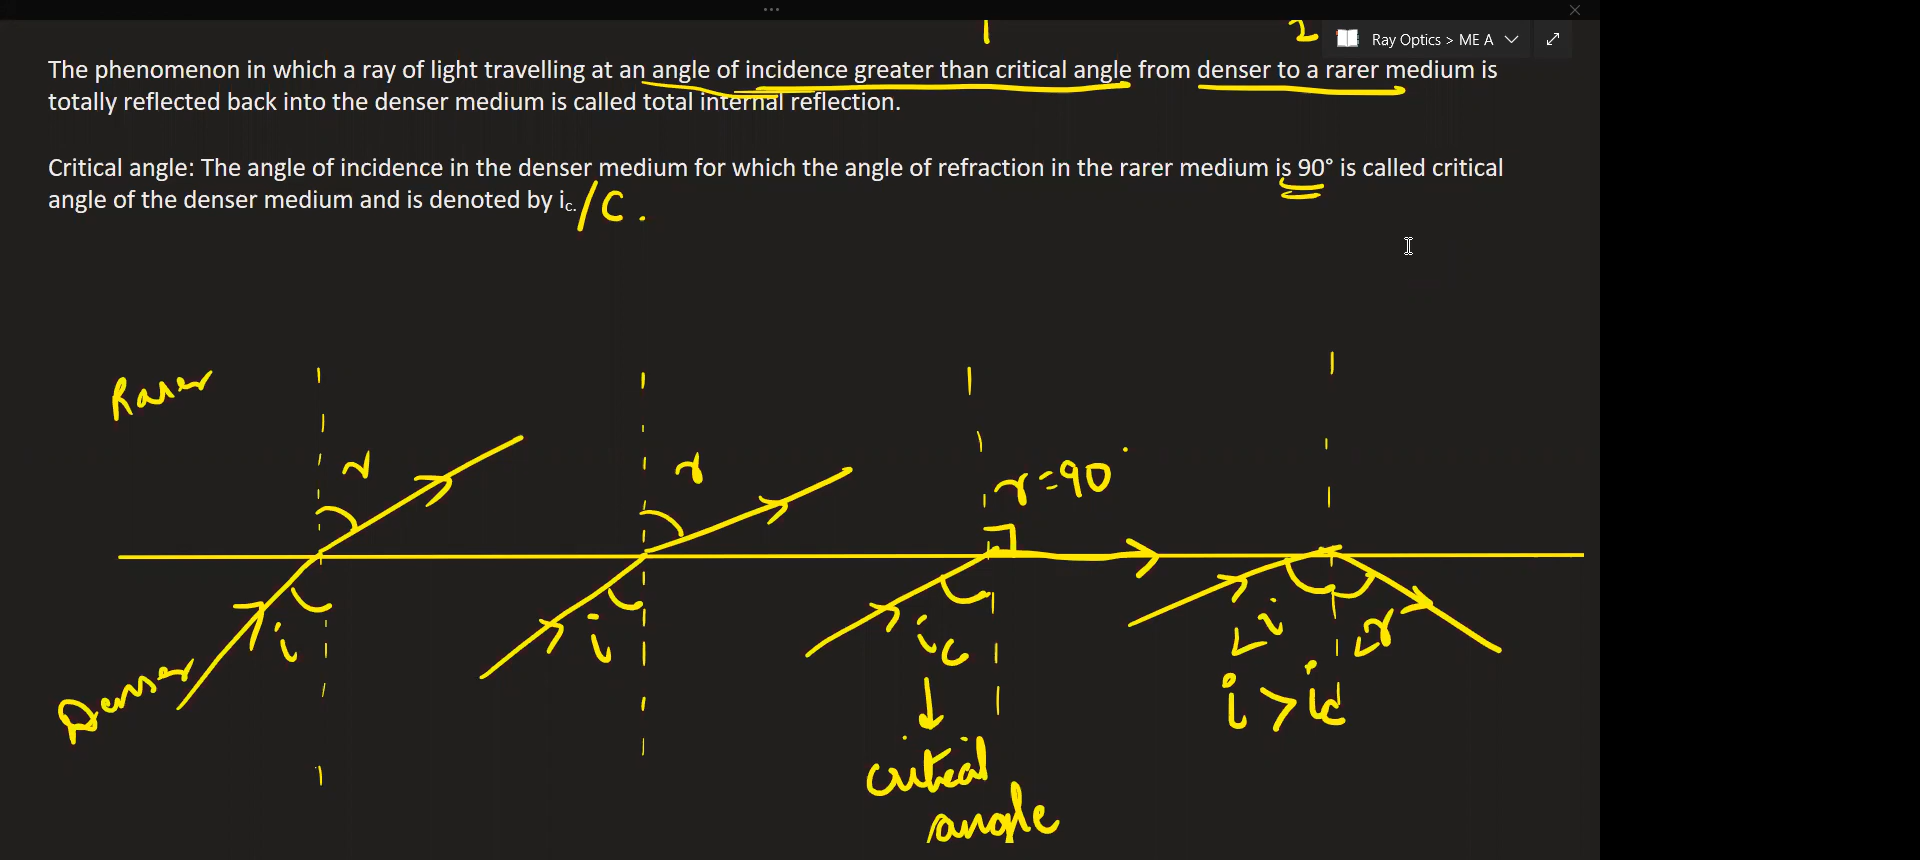 1 2
Ray Optics > ME A
The phenomenon in which a ray of light travelling at an angle of incidence greater than critical angle from denser to a rarer medium is
totally reflected back into the denser medium is called total internal reflection.
Critical angle: The angle of incidence in the denser medium for which the angle of refraction in the rarer medium is 90° is called critical
angle of the denser medium and is denoted by ic. /C.
Rarer
r r r=90°
i i ic ∠i ∠r
Denser
i > ic
critical
angle